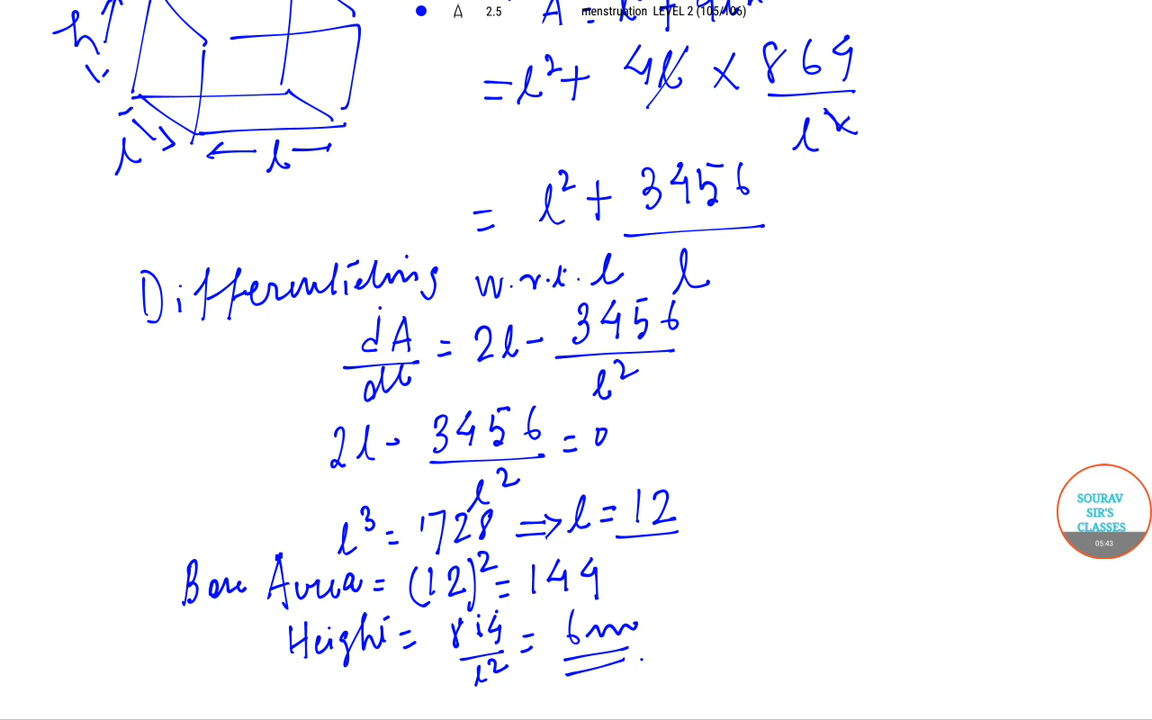 A 2.5 menstruation LEVEL 2 (105/106)
h
= l² + 4l × 864/l²
l l
= l² + 3456/l
Differentiating w.r.t. l
dA/dl = 2l - 3456/l²
2l - 3456/l² = 0
l³ = 1728 ⇒ l = 12
Base Area = (12)² = 144
Height = 864/l² = 6m
SOURAV
SIR'S
CLASSES
05:43